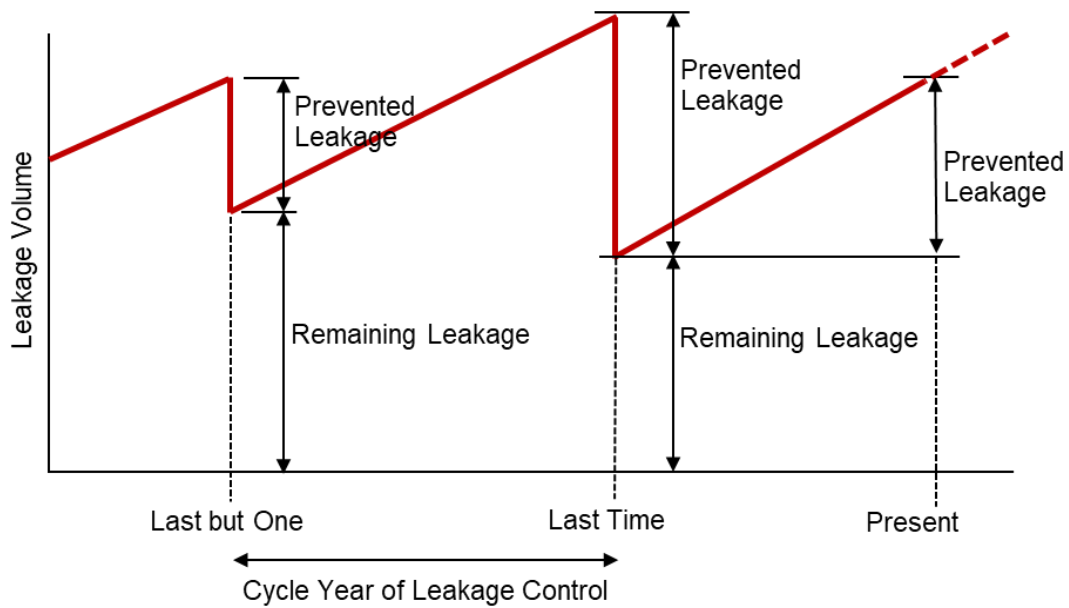 Prevented
Leakage
Prevented
Leakage
Prevented
Leakage
Leakage Volume
Remaining Leakage
Remaining Leakage
Last but One
Last Time
Present
Cycle Year of Leakage Control